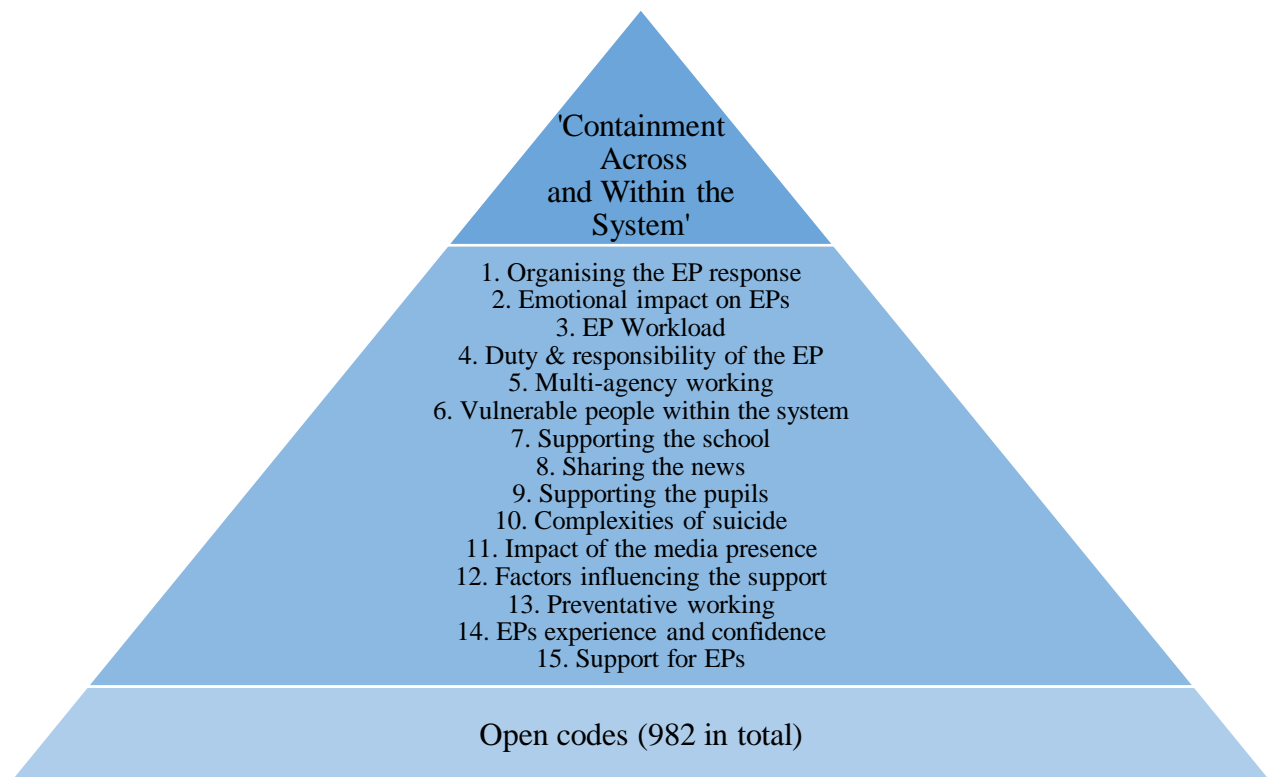 'Containment
Across
and Within the
System'
1. Organising the EP response
2. Emotional impact on EPs
3. EP Workload
4. Duty & responsibility of the EP
5. Multi-agency working
6. Vulnerable people within the system
7. Supporting the school
8. Sharing the news
9. Supporting the pupils
10. Complexities of suicide
11. Impact of the media presence
12. Factors influencing the support
13. Preventative working
14. EPs experience and confidence
15. Support for EPs
Open codes (982 in total)